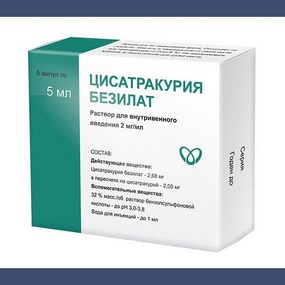 5 ампул по
5 мл
ЦИСАТРАКУРИЯ
БЕЗИЛАТ
Раствор для внутривенного
введения 2 мг/мл
СОСТАВ:
Действующее вещество:
Цисатракурия безилат - 2.68 мг
в пересчете на цисатракурий - 2.00 мг
Вспомогательные вещества:
32 % масс./об. раствор бензолсульфоновой
кислоты - до pH 3,0-3,8
Вода для инъекций - до 1 мл
Серия
Годен до